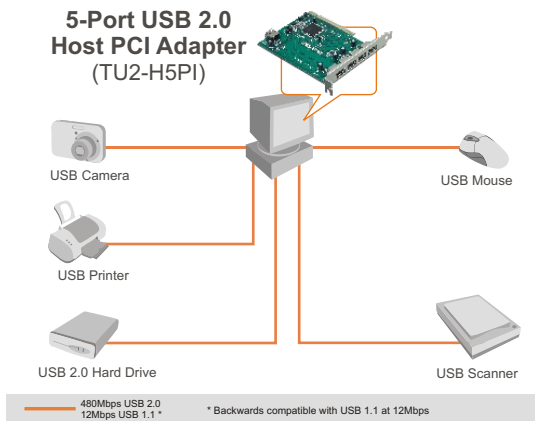 5-Port USB 2.0
Host PCI Adapter
(TU2-H5PI)
USB Camera
USB Mouse
USB Printer
USB 2.0 Hard Drive
USB Scanner
480Mbps USB 2.0
12Mbps USB 1.1 *
* Backwards compatible with USB 1.1 at 12Mbps